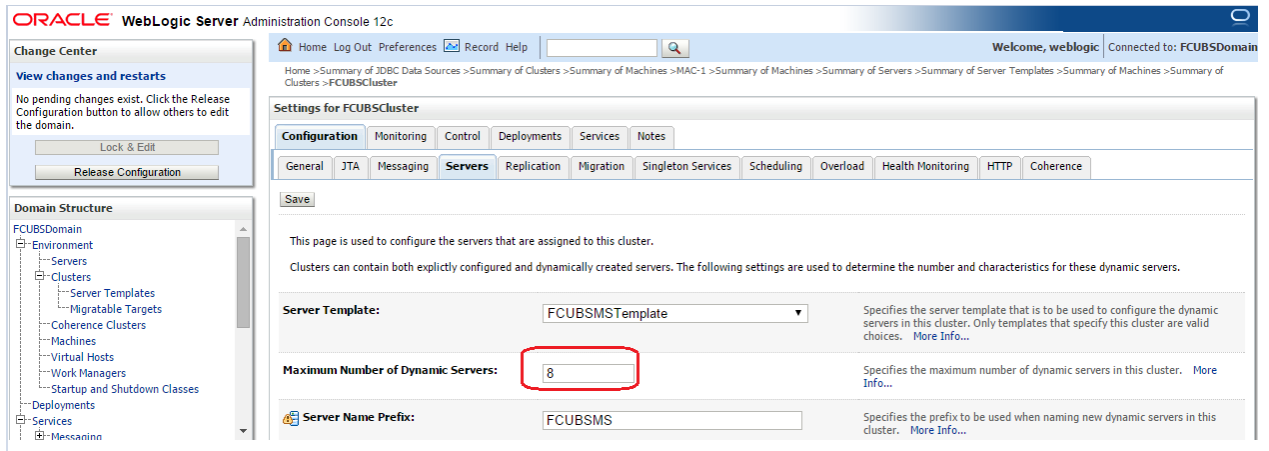 ORACLE WebLogic Server Administration Console 12c
Change Center
View changes and restarts
No pending changes exist. Click the Release
Configuration button to allow others to edit
the domain.
Lock & Edit
Release Configuration
Domain Structure
FCUBSDomain
Environment
Servers
Clusters
Server Templates
Migratable Targets
Coherence Clusters
Machines
Virtual Hosts
Work Managers
Startup and Shutdown Classes
Deployments
Services
Messaging
Home Log Out Preferences Record Help
Welcome, weblogic Connected to: FCUBSDomain
Home >Summary of JDBC Data Sources >Summary of Clusters >Summary of Machines >MAC-1 >Summary of Machines >Summary of Servers >Summary of Server Templates >Summary of Machines >Summary of
Clusters >FCUBSCluster
Settings for FCUBSCluster
Configuration Monitoring Control Deployments Services Notes
General JTA Messaging Servers Replication Migration Singleton Services Scheduling Overload Health Monitoring HTTP Coherence
Save
This page is used to configure the servers that are assigned to this cluster.
Clusters can contain both explictly configured and dynamically created servers. The following settings are used to determine the number and characteristics for these dynamic servers.
Server Template: FCUBSMSTemplate
Specifies the server template that is to be used to configure the dynamic
servers in this cluster. Only templates that specify this cluster are valid
choices. More Info...
Maximum Number of Dynamic Servers: 8
Specifies the maximum number of dynamic servers in this cluster. More
Info...
Server Name Prefix: FCUBSMS
Specifies the prefix to be used when naming new dynamic servers in this
cluster. More Info...